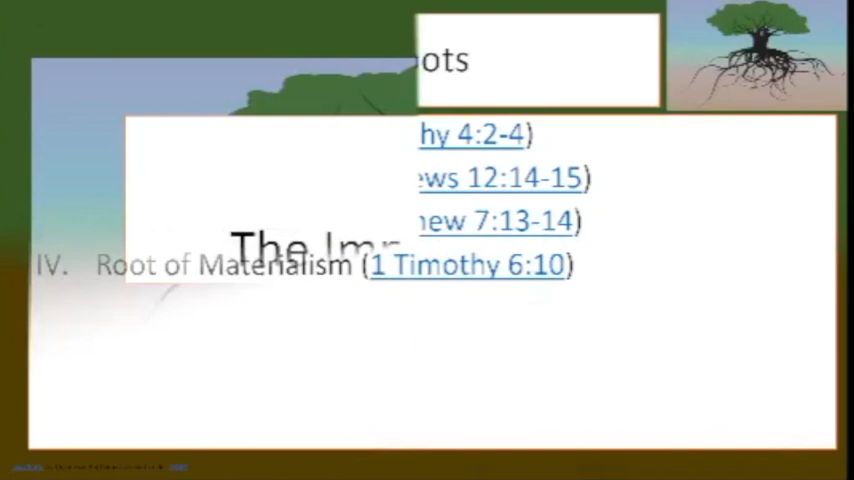 ots
hy 4:2-4)
ews 12:14-15)
new 7:13-14)
The Im
IV. Root of Materialism (1 Timothy 6:10)